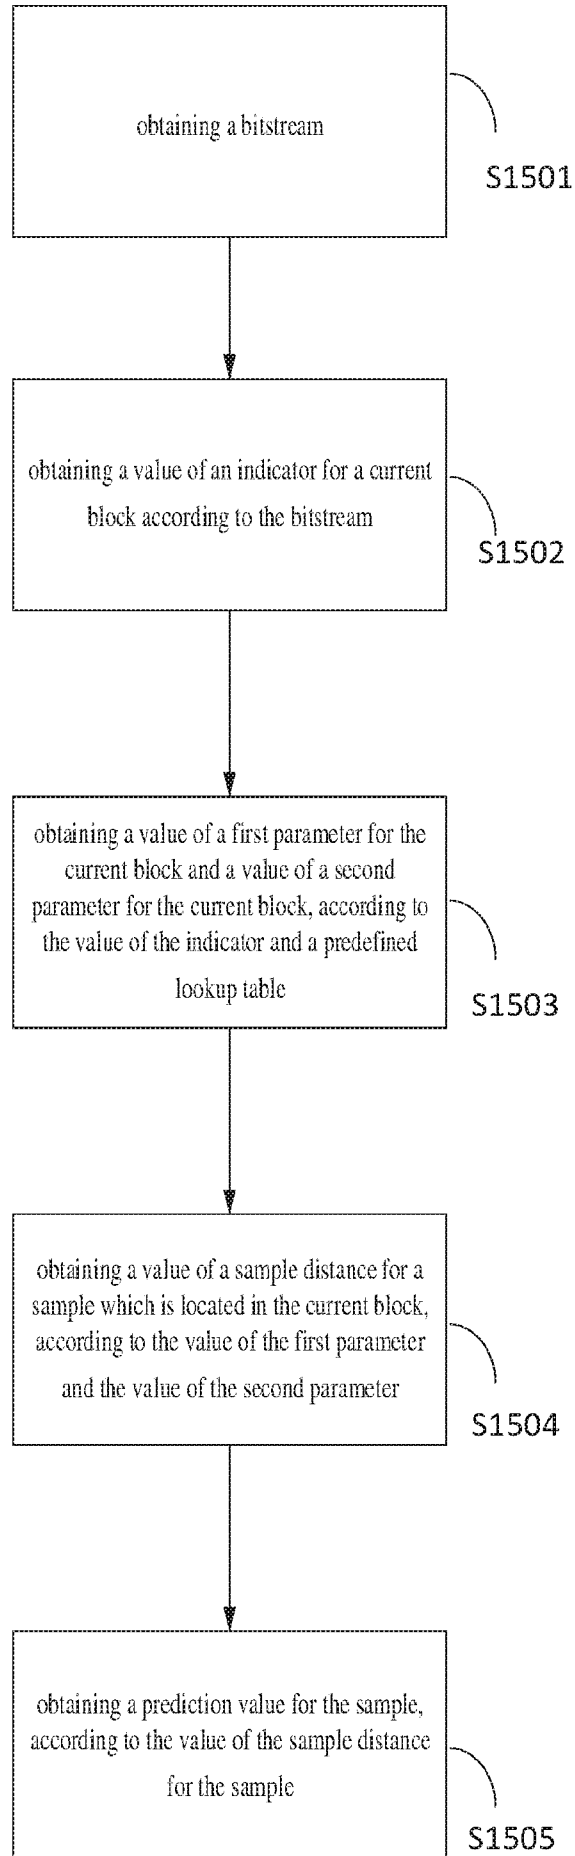 obtaining a bitstream
S1501
obtaining a value of an indicator for a current
block according to the bitstream
S1502
obtaining a value of a first parameter for the
current block and a value of a second
parameter for the current block, according to
the value of the indicator and a predefined
lookup table
S1503
obtaining a value of a sample distance for a
sample which is located in the current block,
according to the value of the first parameter
and the value of the second parameter
S1504
obtaining a prediction value for the sample,
according to the value of the sample distance
for the sample
S1505